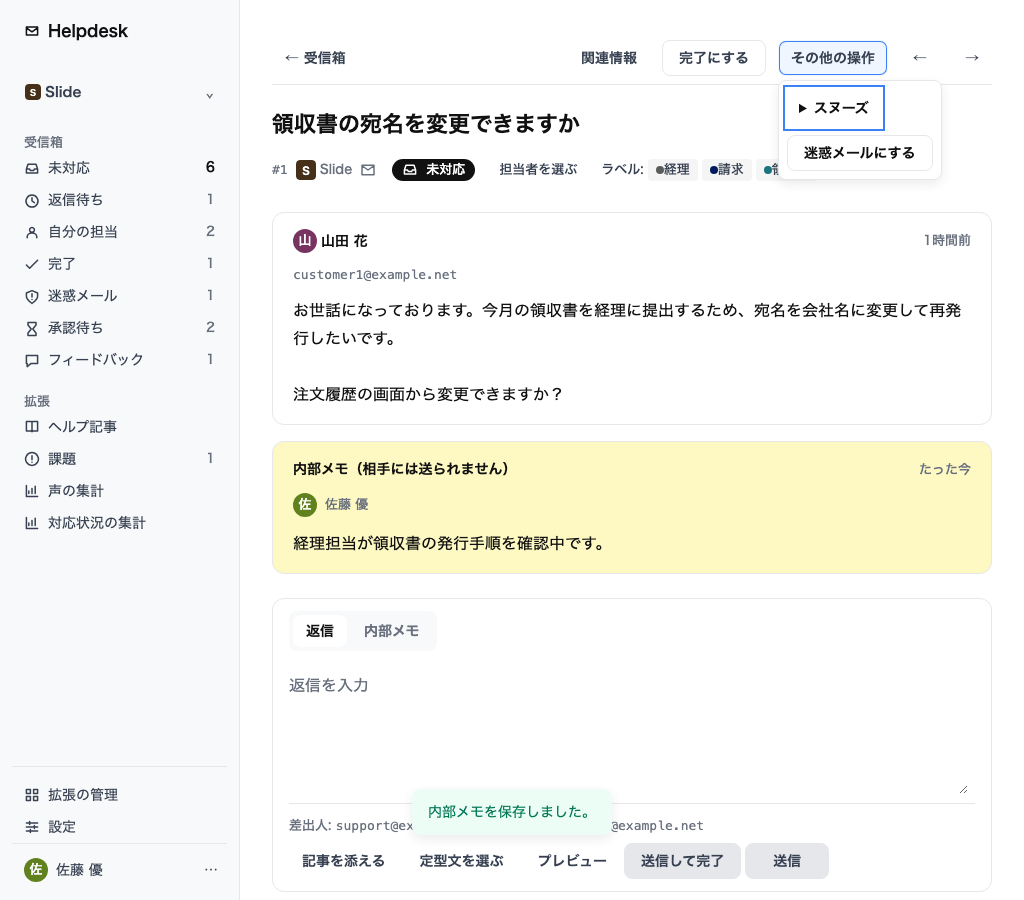 Helpdesk
S Slide
受信箱
未対応 6
返信待ち 1
自分の担当 2
完了 1
迷惑メール 1
承認待ち 2
フィードバック 1
拡張
ヘルプ記事
課題 1
声の集計
対応状況の集計
拡張の管理
設定
佐 佐藤 優 …
← 受信箱 関連情報 完了にする その他の操作 ← →
▶ スヌーズ
迷惑メールにする
領収書の宛名を変更できますか
#1 S Slide 未対応 担当者を選ぶ ラベル: 経理 請求
山 山田 花 1時間前
customer1@example.net
お世話になっております。今月の領収書を経理に提出するため、宛名を会社名に変更して再発
行したいです。
注文履歴の画面から変更できますか？
内部メモ（相手には送られません） たった今
佐 佐藤 優
経理担当が領収書の発行手順を確認中です。
返信 内部メモ
返信を入力
内部メモを保存しました。
差出人: support@ex @example.net
記事を添える 定型文を選ぶ プレビュー 送信して完了 送信